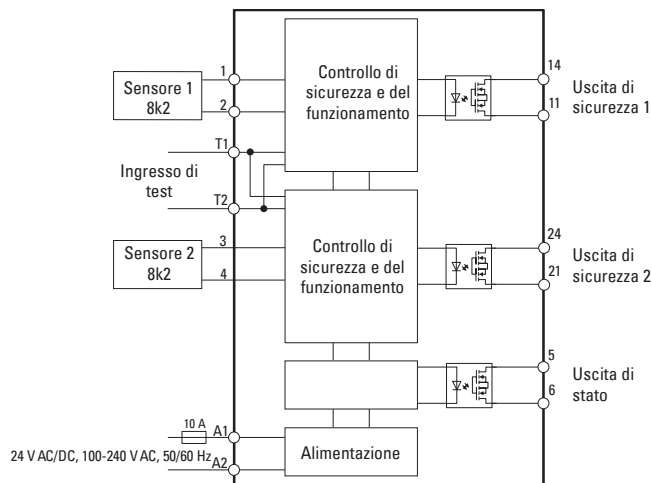 1
Sensore 1
8k2
2
T1
Ingresso di
test
T2
3
Sensore 2
8k2
4
10 A
A1
24 V AC/DC, 100-240 V AC, 50/60 Hz
A2
Controllo di
sicurezza e del
funzionamento
Controllo di
sicurezza e del
funzionamento
Alimentazione
14
Uscita di
sicurezza 1
11
24
Uscita di
sicurezza 2
21
5
Uscita di
stato
6